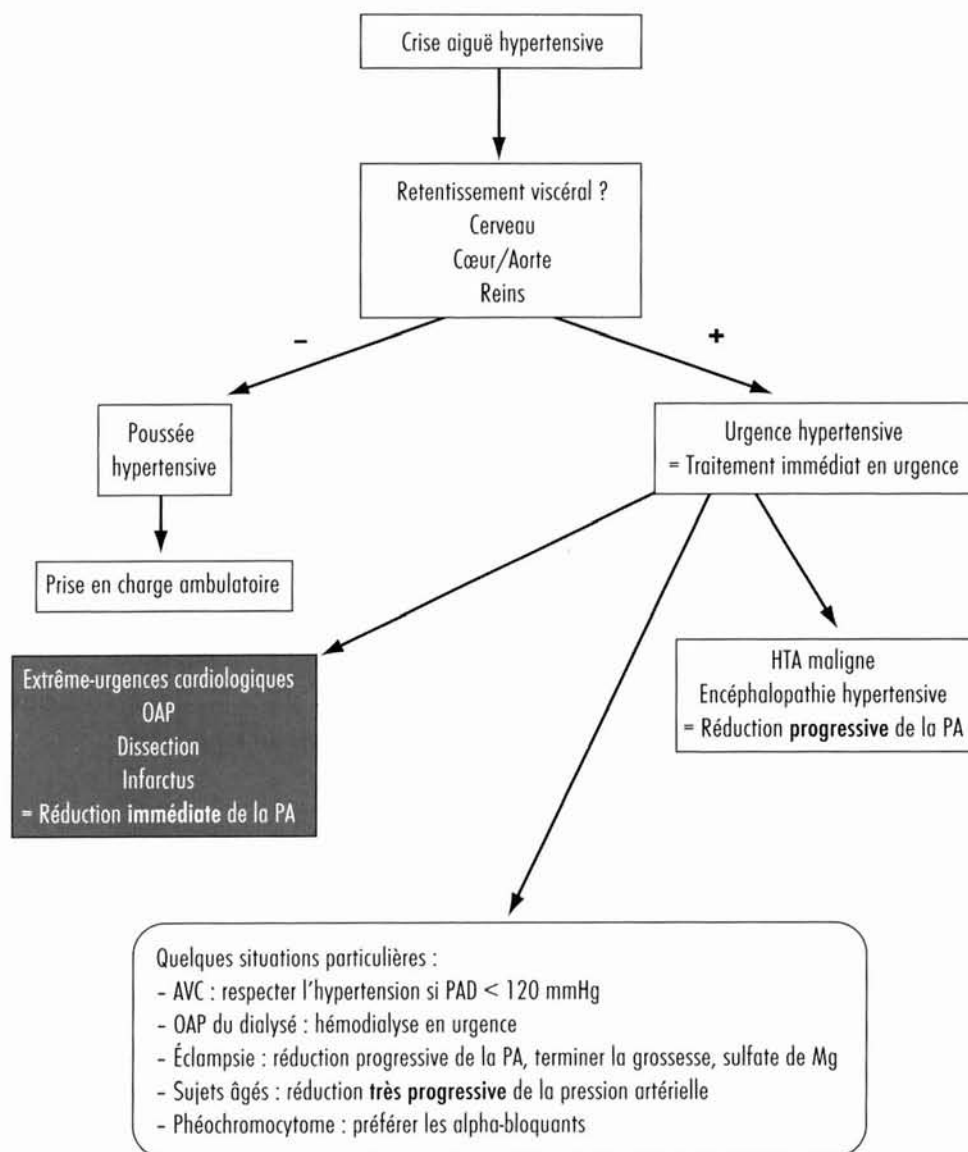 Crise aiguë hypertensive
Retentissement viscéral ?
Cerveau
Cœur/Aorte
Reins
–
+
Poussée
hypertensive
Urgence hypertensive
= Traitement immédiat en urgence
Prise en charge ambulatoire
Extrême-urgences cardiologiques
OAP
Dissection
Infarctus
= Réduction immédiate de la PA
HTA maligne
Encéphalopathie hypertensive
= Réduction progressive de la PA
Quelques situations particulières :
– AVC : respecter l'hypertension si PAD < 120 mmHg
– OAP du dialysé : hémodialyse en urgence
– Éclampsie : réduction progressive de la PA, terminer la grossesse, sulfate de Mg
– Sujets âgés : réduction très progressive de la pression artérielle
– Phéochromocytome : préférer les alpha-bloquants